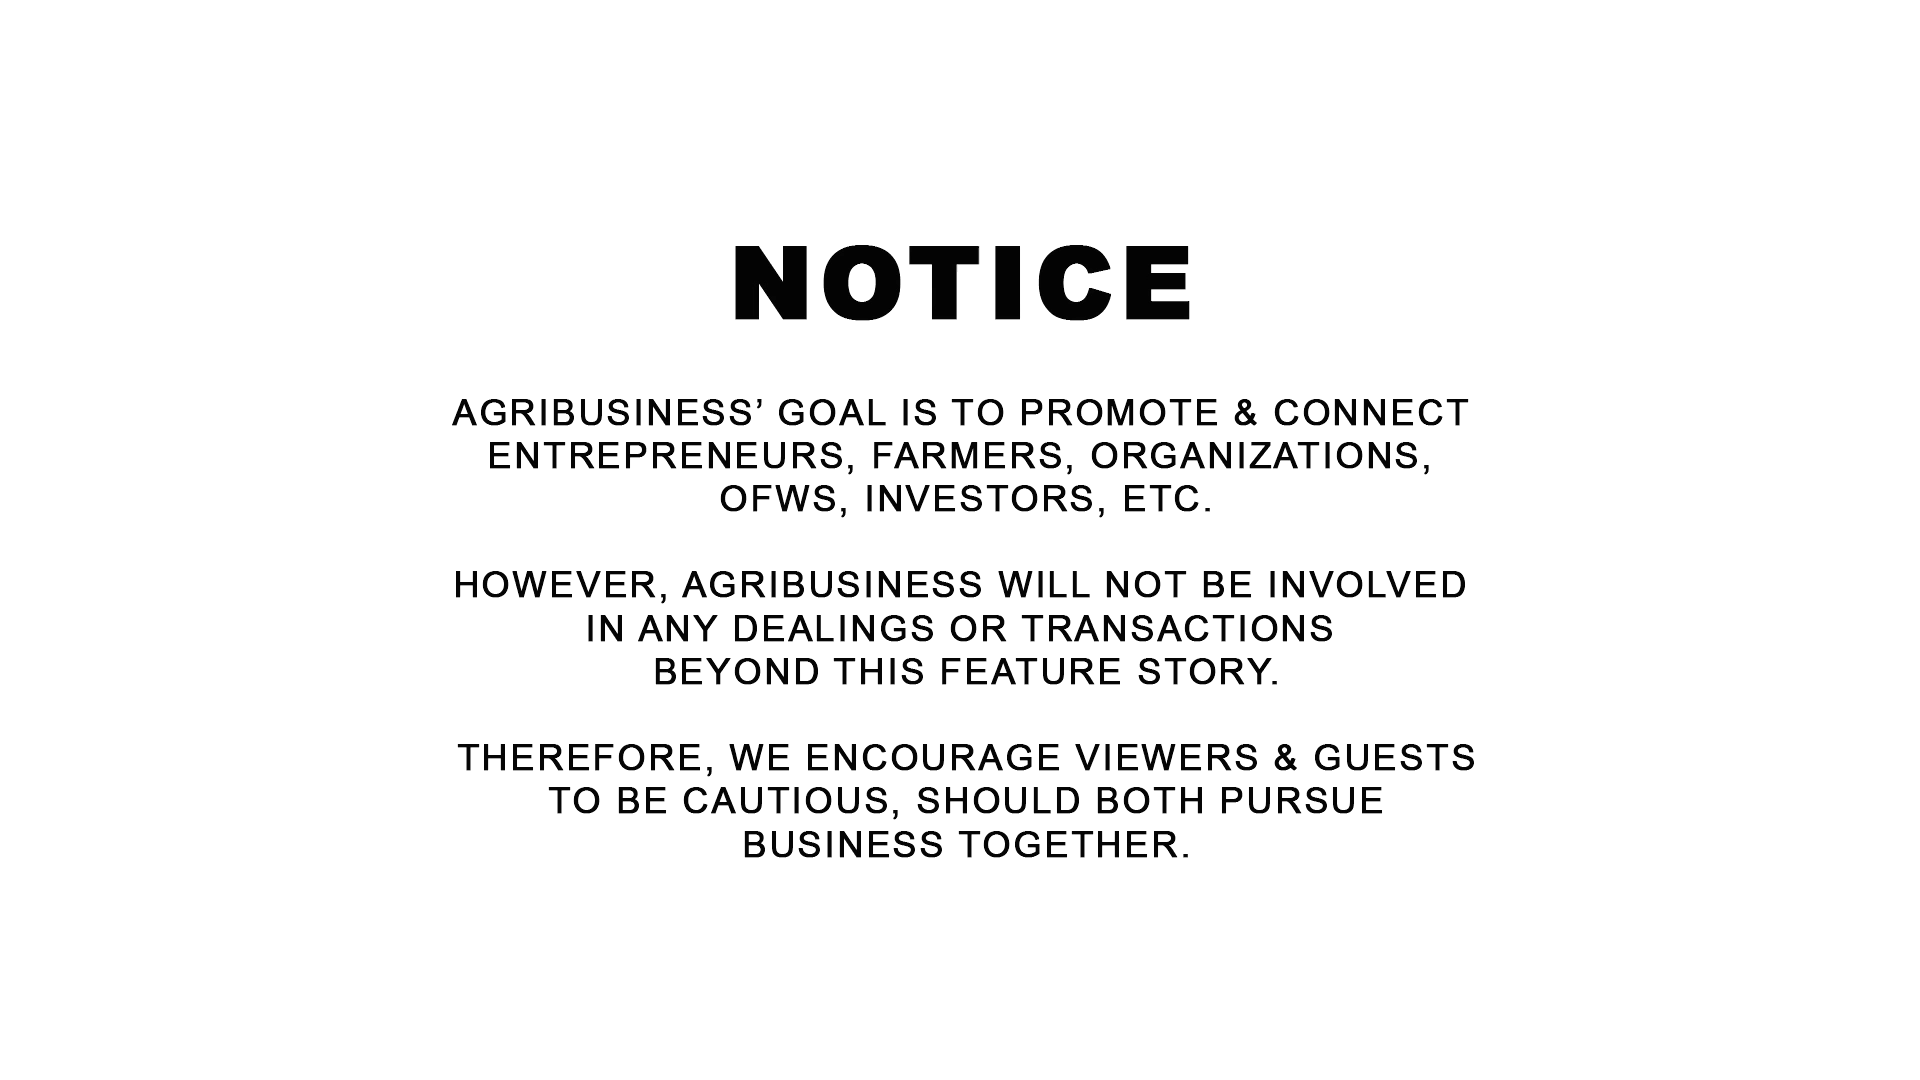 NOTICE
AGRIBUSINESS’ GOAL IS TO PROMOTE & CONNECT
ENTREPRENEURS, FARMERS, ORGANIZATIONS,
OFWS, INVESTORS, ETC.
HOWEVER, AGRIBUSINESS WILL NOT BE INVOLVED
IN ANY DEALINGS OR TRANSACTIONS
BEYOND THIS FEATURE STORY.
THEREFORE, WE ENCOURAGE VIEWERS & GUESTS
TO BE CAUTIOUS, SHOULD BOTH PURSUE
BUSINESS TOGETHER.